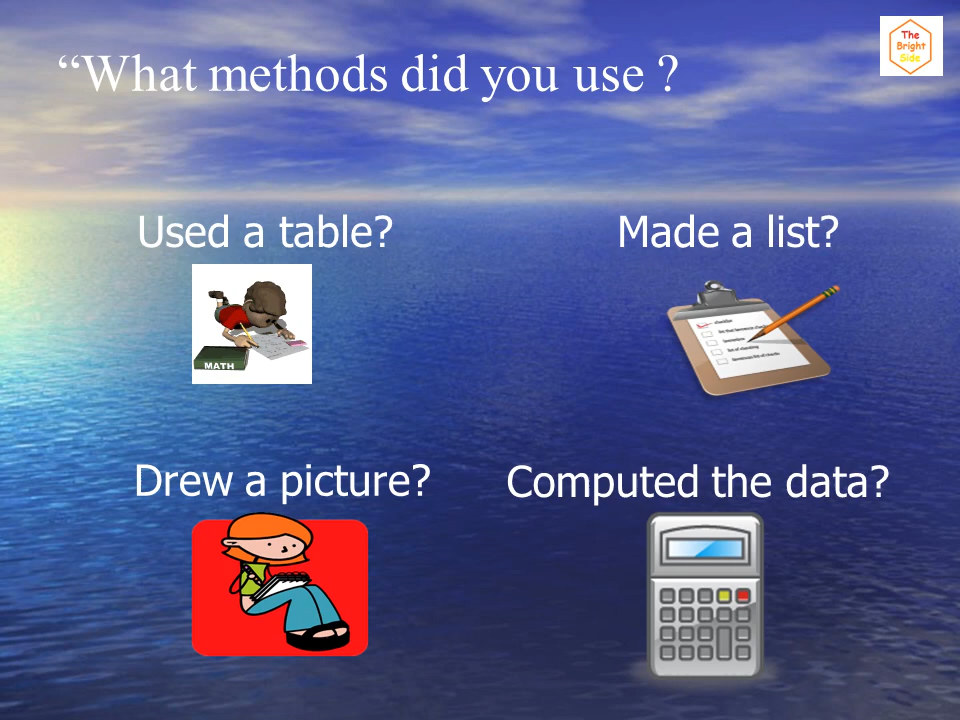 “What methods did you use ?
The
Bright
Side
Used a table?
Made a list?
MATH
Drew a picture?
Computed the data?